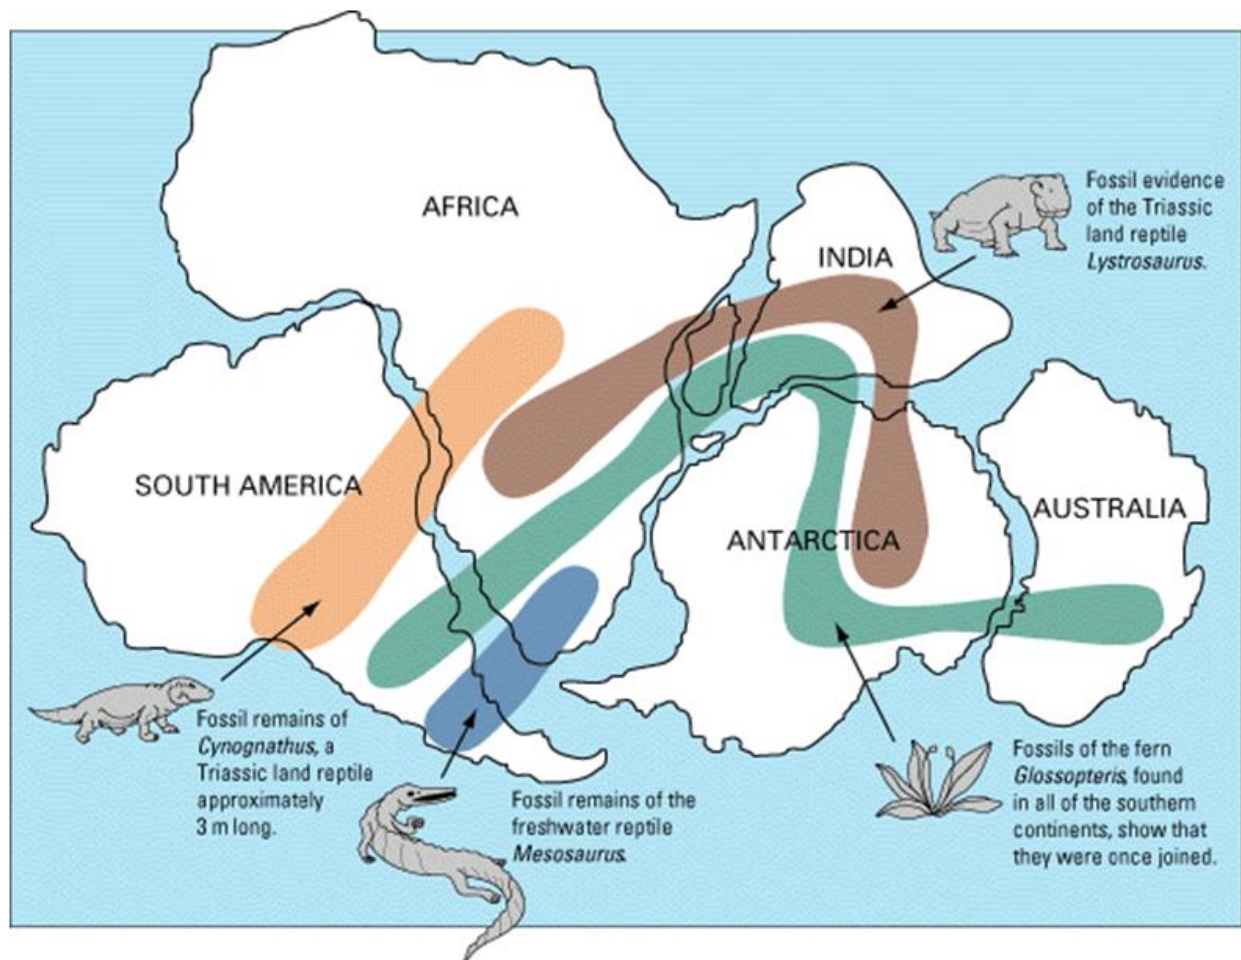 AFRICA
INDIA
Fossil evidence
of the Triassic
land reptile
Lystrosaurus.
SOUTH AMERICA
ANTARCTICA
AUSTRALIA
Fossil remains of
Cynognathus, a
Triassic land reptile
approximately
3 m long.
Fossil remains of the
freshwater reptile
Mesosaurus.
Fossils of the fern
Glossopteris, found
in all of the southern
continents, show that
they were once joined.